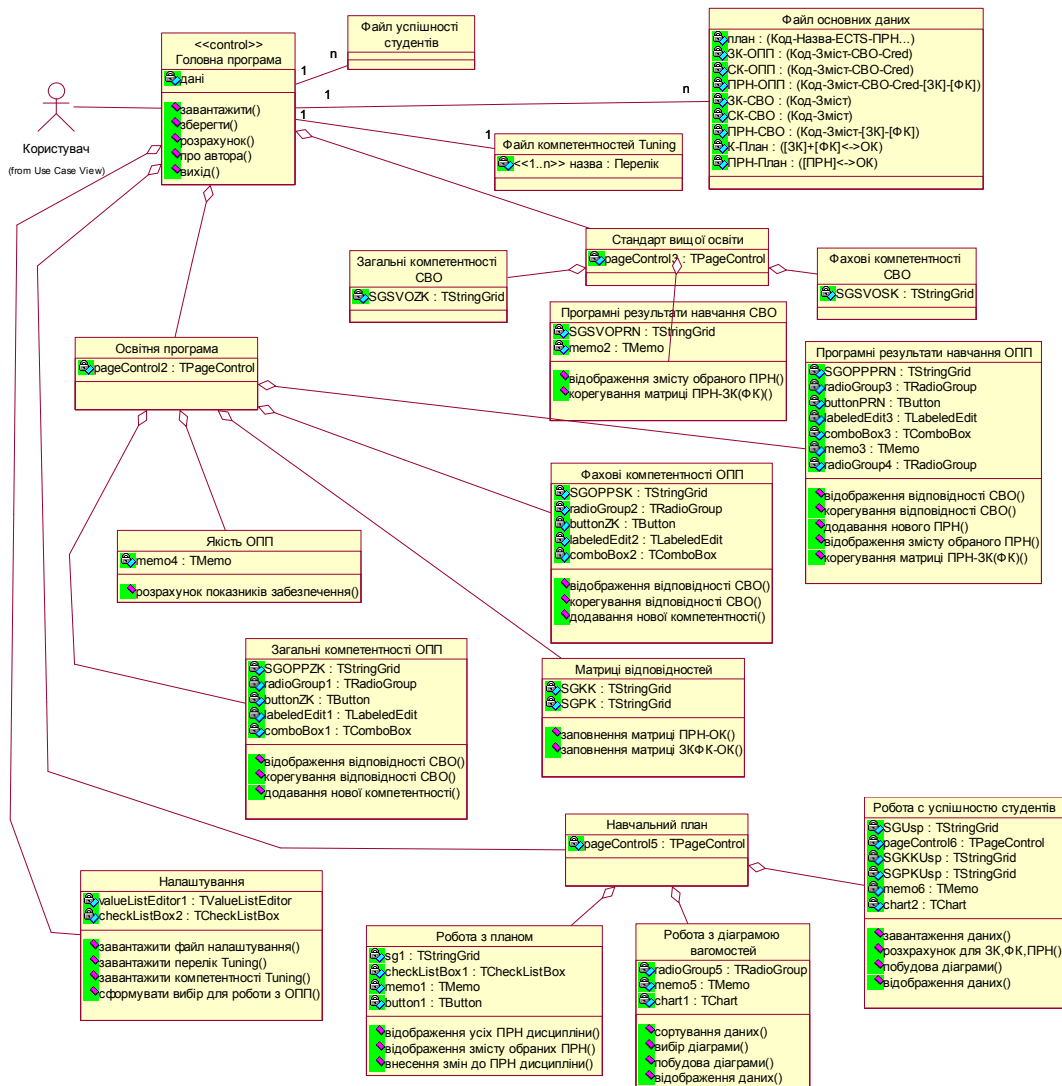 Файл успішності
студентів
<<control>>
Головна програма
дані
завантажити()
зберегти()
розрахунок()
про автора()
вихід()
1
n
1
n
1
1
Користувач
(from Use Case View)
Файл основних даних
план : (Код-Назва-ECTS-ПРН...)
ЗК-ОПП : (Код-Зміст-СВО-Cred)
СК-ОПП : (Код-Зміст-СВО-Cred)
ПРН-ОПП : (Код-Зміст-СВО-Cred-[ЗК]-[ФК])
ЗК-СВО : (Код-Зміст)
СК-СВО : (Код-Зміст)
ПРН-СВО : (Код-Зміст-[ЗК]-[ФК])
К-План : ([ЗК]+[ФК]<->ОК)
ПРН-План : ([ПРН]<->ОК)
Файл компетентностей Tuning
<<1..n>> назва : Перелік
Стандарт вищої освіти
pageControl3 : TPageControl
Загальні компетентності
СВО
SGSVOZK : TStringGrid
Фахові компетентності
СВО
SGSVOSK : TStringGrid
Програмні результати навчання СВО
SGSVOPRN : TStringGrid
memo2 : TMemo
відображення змісту обраного ПРН()
корегування матриці ПРН-ЗК(ФК)()
Освітня програма
pageControl2 : TPageControl
Програмні результати навчання ОПП
SGOPPPRN : TStringGrid
radioGroup3 : TRadioGroup
buttonPRN : TButton
labeledEdit3 : TLabeledEdit
comboBox3 : TComboBox
memo3 : TMemo
radioGroup4 : TRadioGroup
відображення відповідності СВО()
корегування відповідності СВО()
додавання нового ПРН()
відображення змісту обраного ПРН()
корегування матриці ПРН-ЗК(ФК)()
Фахові компетентності ОПП
SGOPPSK : TStringGrid
radioGroup2 : TRadioGroup
buttonZK : TButton
labeledEdit2 : TLabeledEdit
comboBox2 : TComboBox
відображення відповідності СВО()
корегування відповідності СВО()
додавання нової компетентності()
Якість ОПП
memo4 : TMemo
розрахунок показників забезпечення()
Загальні компетентності ОПП
SGOPPZK : TStringGrid
radioGroup1 : TRadioGroup
buttonZK : TButton
labeledEdit1 : TLabeledEdit
comboBox1 : TComboBox
відображення відповідності СВО()
корегування відповідності СВО()
додавання нової компетентності()
Матриці відповідностей
SGKK : TStringGrid
SGPK : TStringGrid
заповнення матриці ПРН-ОК()
заповнення матриці ЗКФК-ОК()
Навчальний план
pageControl5 : TPageControl
Робота с успішностю студентів
SGUsp : TStringGrid
pageControl6 : TPageControl
SGKKUsp : TStringGrid
SGPKUsp : TStringGrid
memo6 : TMemo
chart2 : TChart
завантаження даних()
розхрахунок для ЗК,ФК,ПРН()
побудова діаграми()
відображення даних()
Налаштування
valueListEditor1 : TValueListEditor
checkListBox2 : TCheckListBox
завантажити файл налаштування()
завантажити перелік Tuning()
завантажити компетентності Tuning()
сформувати вибір для роботи з ОПП()
Робота з планом
sg1 : TStringGrid
checkListBox1 : TCheckListBox
memo1 : TMemo
button1 : TButton
відображення усіх ПРН дисципліни()
відображення змісту обраних ПРН()
внесення змін до ПРН дисципліни()
Робота з діаграмою
вагомостей
radioGroup5 : TRadioGroup
memo5 : TMemo
chart1 : TChart
сортування даних()
вибір діаграми()
побудова діаграми()
відображення даних()